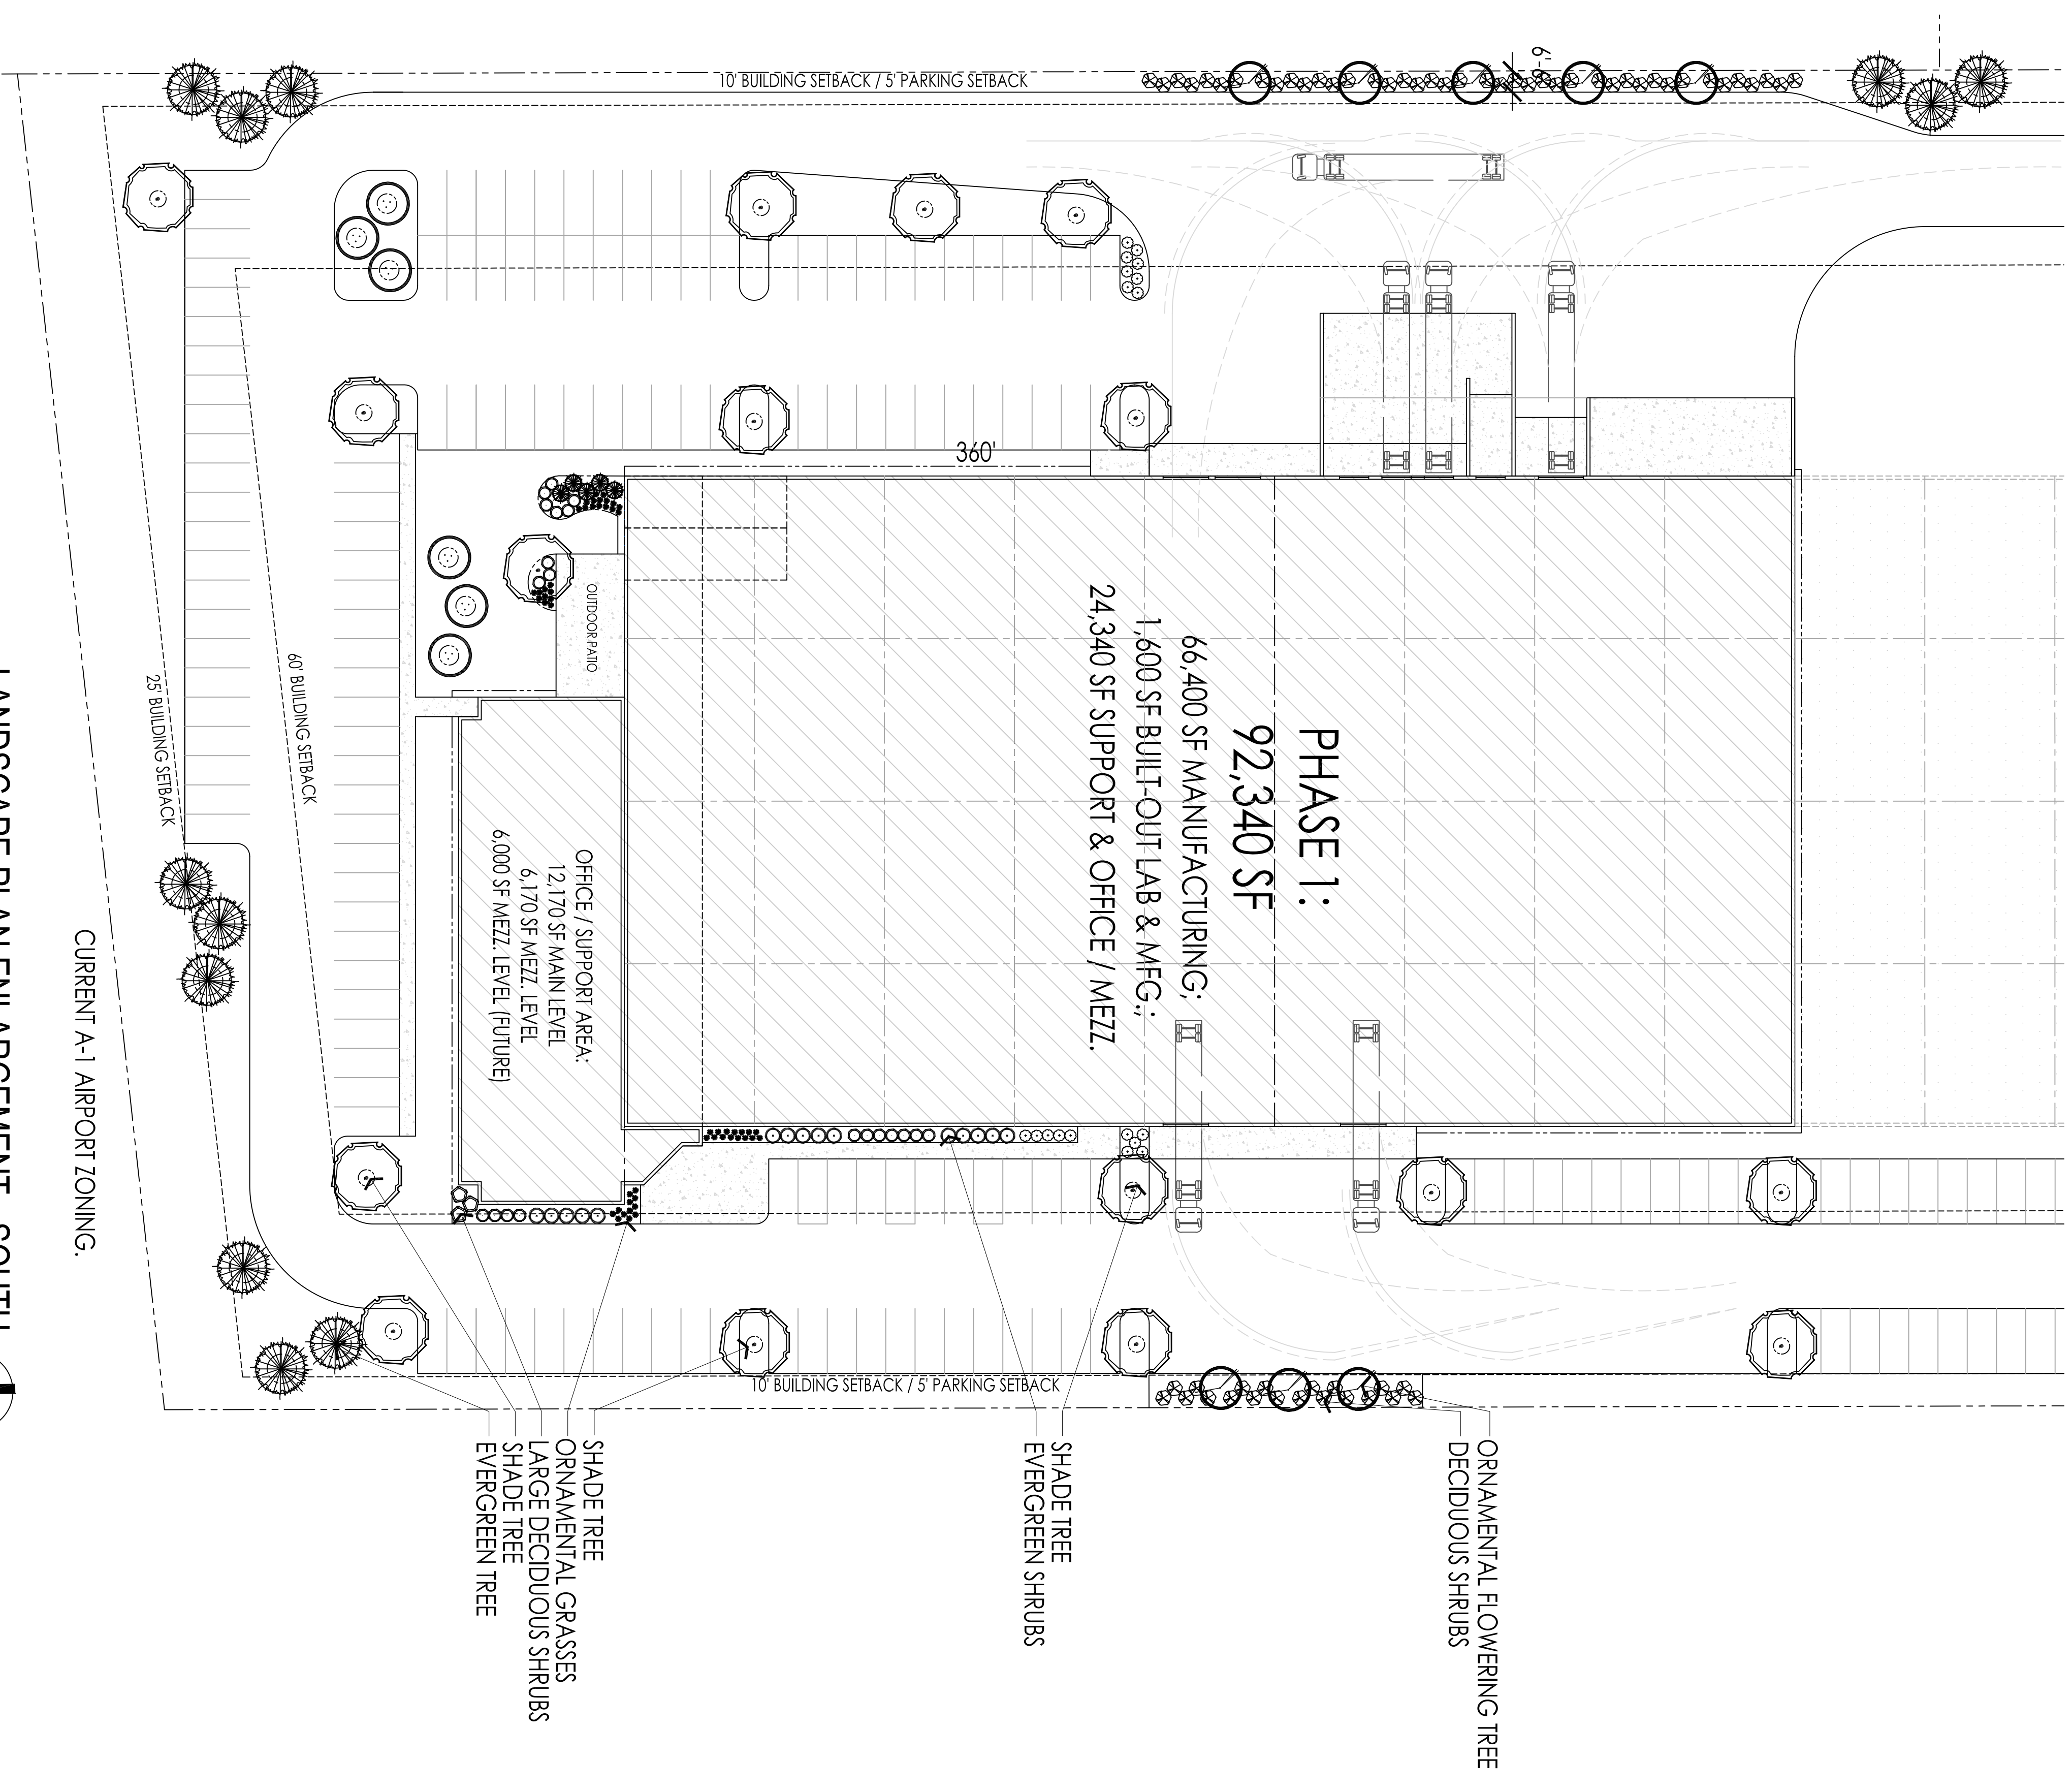 10' BUILDING SETBACK / 5' PARKING SETBACK
6'-9"
360'
OUTDOOR PATIO
PHASE 1:
92,340 SF
66,400 SF MANUFACTURING;
1,600 SF BUILT-OUT LAB & MFG.;
24,340 SF SUPPORT & OFFICE / MEZZ.
OFFICE / SUPPORT AREA:
12,170 SF MAIN LEVEL
6,170 SF MEZZ. LEVEL
6,000 SF MEZZ. LEVEL (FUTURE)
60' BUILDING SETBACK
25' BUILDING SETBACK
CURRENT A-1 AIRPORT ZONING.
10' BUILDING SETBACK / 5' PARKING SETBACK
ORNAMENTAL FLOWERING TREE
DECIDUOUS SHRUBS
SHADE TREE
EVERGREEN SHRUBS
SHADE TREE
ORNAMENTAL GRASSES
LARGE DECIDUOUS SHRUBS
SHADE TREE
EVERGREEN TREE
LANDSCAPE PLAN ENLARGEMENT - SOUTH